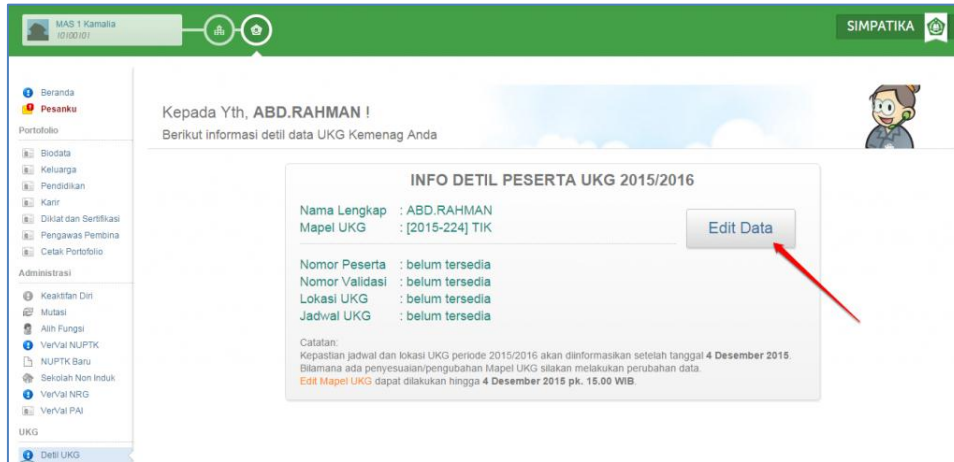 MAS 1 Kamalia
10100101
SIMPATIKA
Beranda
Pesanku
Portofolio
Biodata
Keluarga
Pendidikan
Karir
Diklat dan Sertifikasi
Pengawas Pembina
Cetak Portofolio
Administrasi
Keaktifan Diri
Mutasi
Alih Fungsi
VerVal NUPTK
NUPTK Baru
Sekolah Non Induk
VerVal NRG
VerVal PAI
UKG
Detil UKG
Kepada Yth, ABD.RAHMAN !
Berikut informasi detil data UKG Kemenag Anda
INFO DETIL PESERTA UKG 2015/2016
Nama Lengkap : ABD.RAHMAN
Mapel UKG : [2015-224] TIK
Edit Data
Nomor Peserta : belum tersedia
Nomor Validasi : belum tersedia
Lokasi UKG : belum tersedia
Jadwal UKG : belum tersedia
Catatan:
Kepastian jadwal dan lokasi UKG periode 2015/2016 akan diinformasikan setelah tanggal 4 Desember 2015.
Bilamana ada penyesuaian/pengubahan Mapel UKG silakan melakukan perubahan data.
Edit Mapel UKG dapat dilakukan hingga 4 Desember 2015 pk. 15.00 WIB.